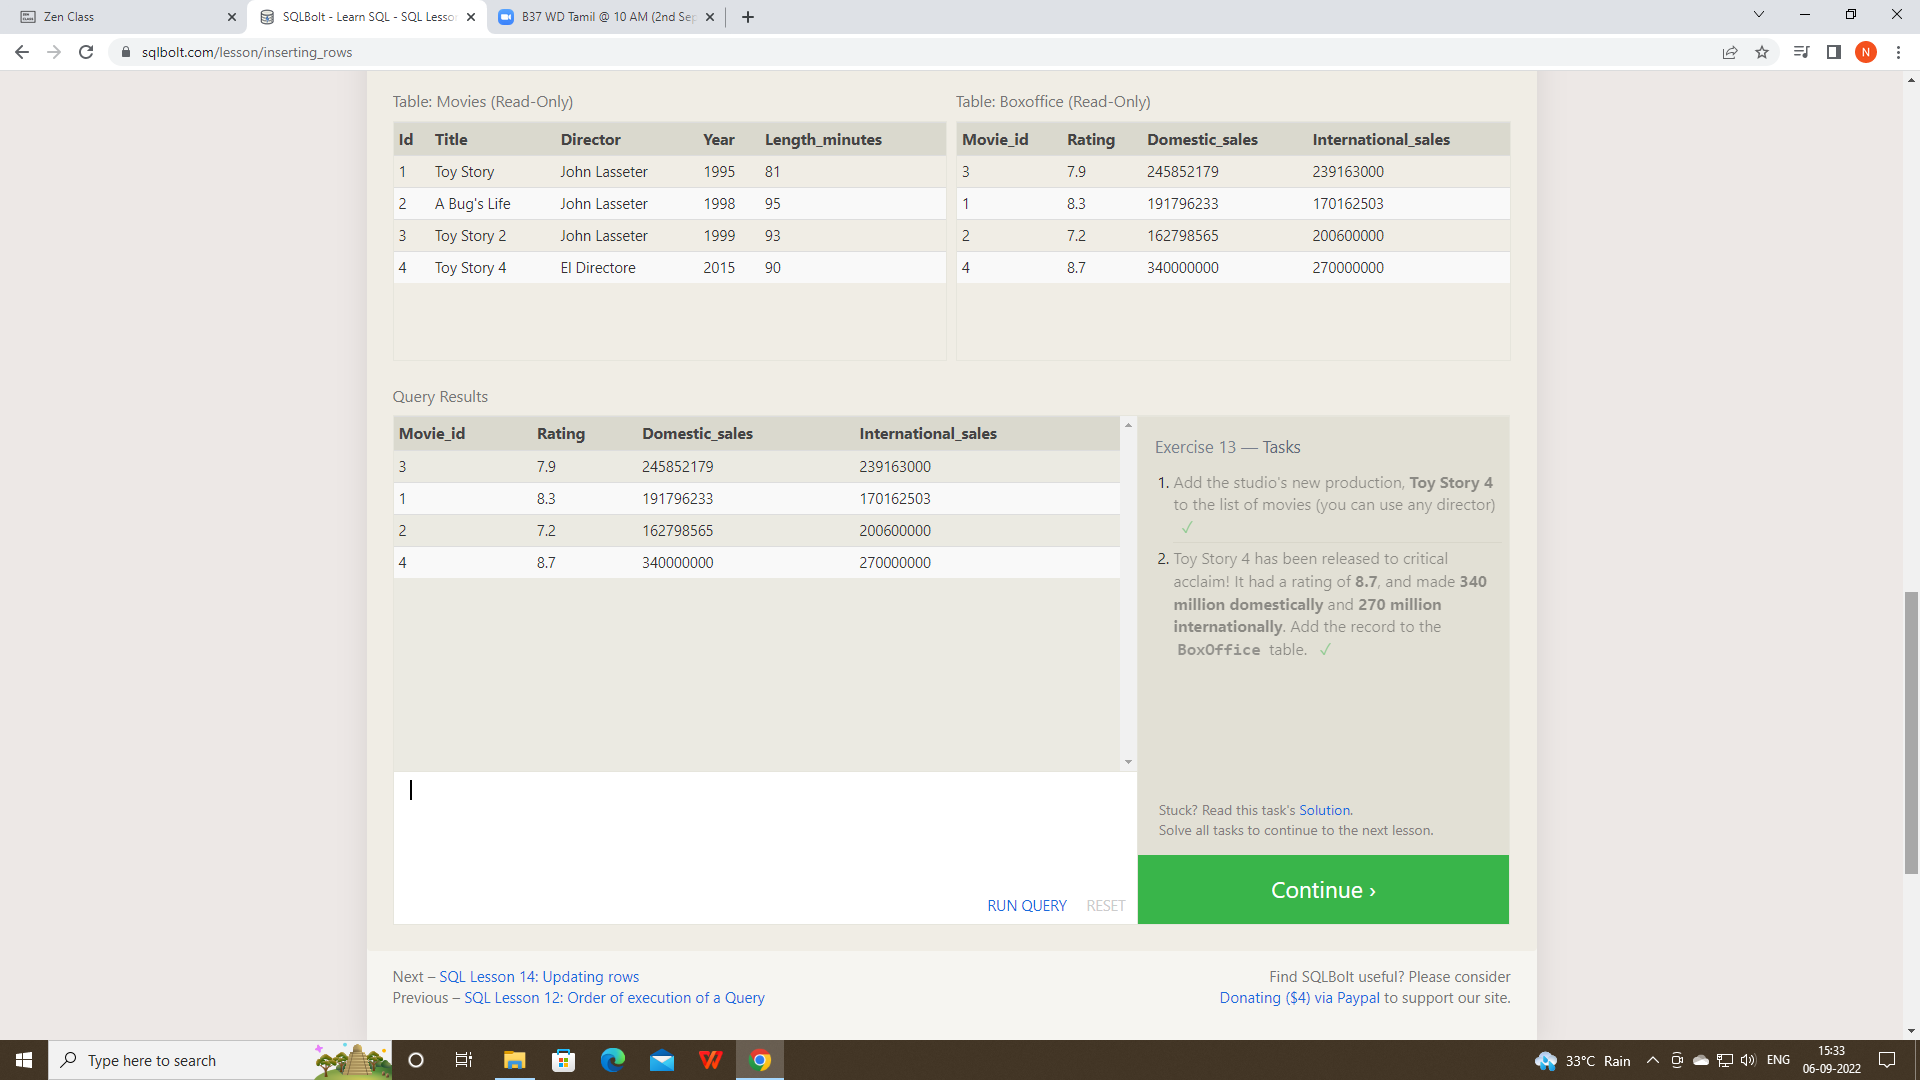 Zen Class
SQLBolt - Learn SQL - SQL Lesso
B37 WD Tamil @ 10 AM (2nd Sep
sqlbolt.com/lesson/inserting_rows
N
Table: Movies (Read-Only)
Id Title Director Year Length_minutes
1 Toy Story John Lasseter 1995 81
2 A Bug's Life John Lasseter 1998 95
3 Toy Story 2 John Lasseter 1999 93
4 Toy Story 4 El Directore 2015 90
Table: Boxoffice (Read-Only)
Movie_id Rating Domestic_sales International_sales
3 7.9 245852179 239163000
1 8.3 191796233 170162503
2 7.2 162798565 200600000
4 8.7 340000000 270000000
Query Results
Movie_id Rating Domestic_sales International_sales
3 7.9 245852179 239163000
1 8.3 191796233 170162503
2 7.2 162798565 200600000
4 8.7 340000000 270000000
RUN QUERY RESET
Exercise 13 — Tasks
1. Add the studio's new production, Toy Story 4
to the list of movies (you can use any director)
✓
2. Toy Story 4 has been released to critical
acclaim! It had a rating of 8.7, and made 340
million domestically and 270 million
internationally. Add the record to the
BoxOffice table. ✓
Stuck? Read this task's Solution.
Solve all tasks to continue to the next lesson.
Continue ›
Next – SQL Lesson 14: Updating rows
Previous – SQL Lesson 12: Order of execution of a Query
Find SQLBolt useful? Please consider
Donating ($4) via Paypal to support our site.
Type here to search
33°C Rain
ENG
15:33
06-09-2022